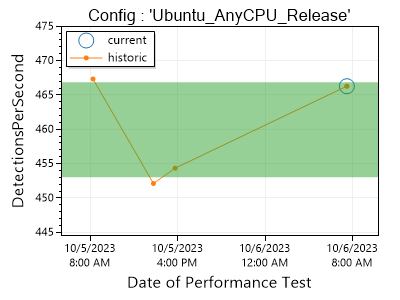 Config : 'Ubuntu_AnyCPU_Release'
current
historic
DetectionsPerSecond
475
470
465
460
455
450
445
10/5/2023 8:00 AM
10/5/2023 4:00 PM
10/6/2023 12:00 AM
10/6/2023 8:00 AM
Date of Performance Test